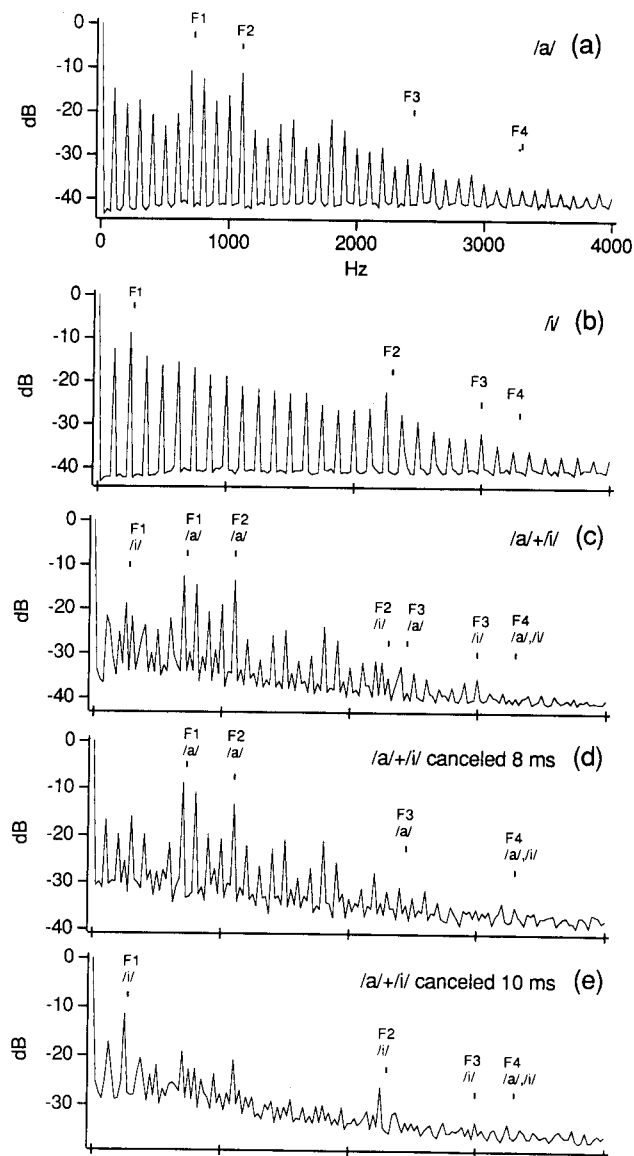 F1
F2
F3
F4
/a/ (a)
dB
0
-10
-20
-30
-40
0
1000
2000
3000
4000
Hz
F1
F2
F3
F4
/i/ (b)
dB
0
-10
-20
-30
-40
F1
/i/
F1
/a/
F2
/a/
F2
/i/
F3
/a/
F3
/i/
F4
/a/,/i/
/a/+/i/ (c)
dB
0
-10
-20
-30
-40
F1
/a/
F2
/a/
F3
/a/
F4
/a/,/i/
/a/+/i/ canceled 8 ms (d)
dB
0
-10
-20
-30
-40
F1
/i/
F2
/i/
F3
/i/
F4
/a/,/i/
/a/+/i/ canceled 10 ms (e)
dB
0
-10
-20
-30